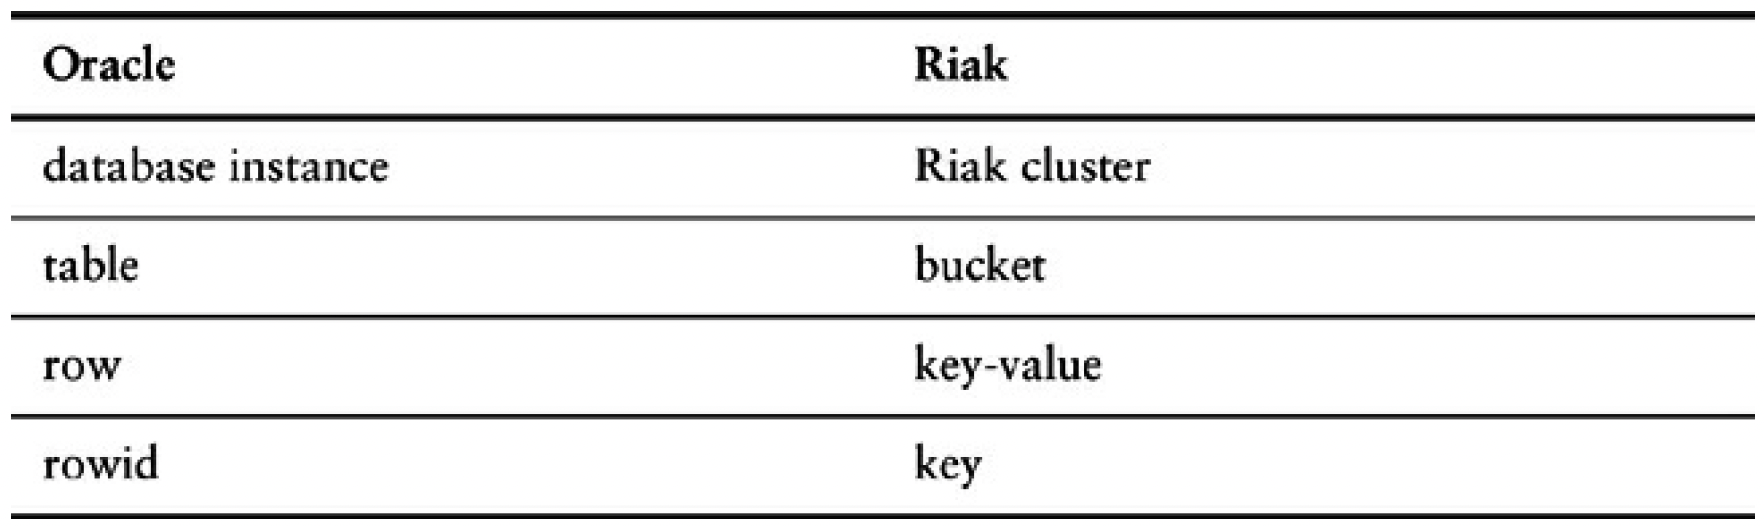 Oracle Riak
database instance Riak cluster
table bucket
row key-value
rowid key